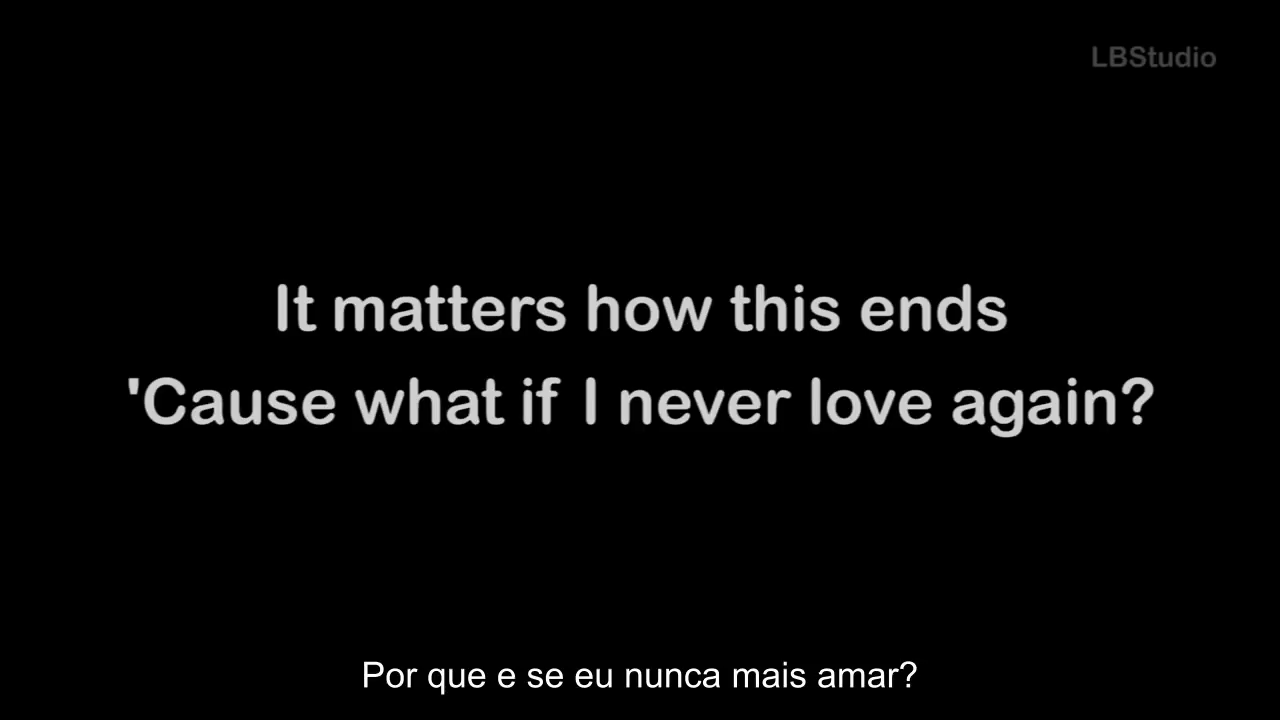 LBStudio
It matters how this ends
'Cause what if I never love again?
Por que e se eu nunca mais amar?